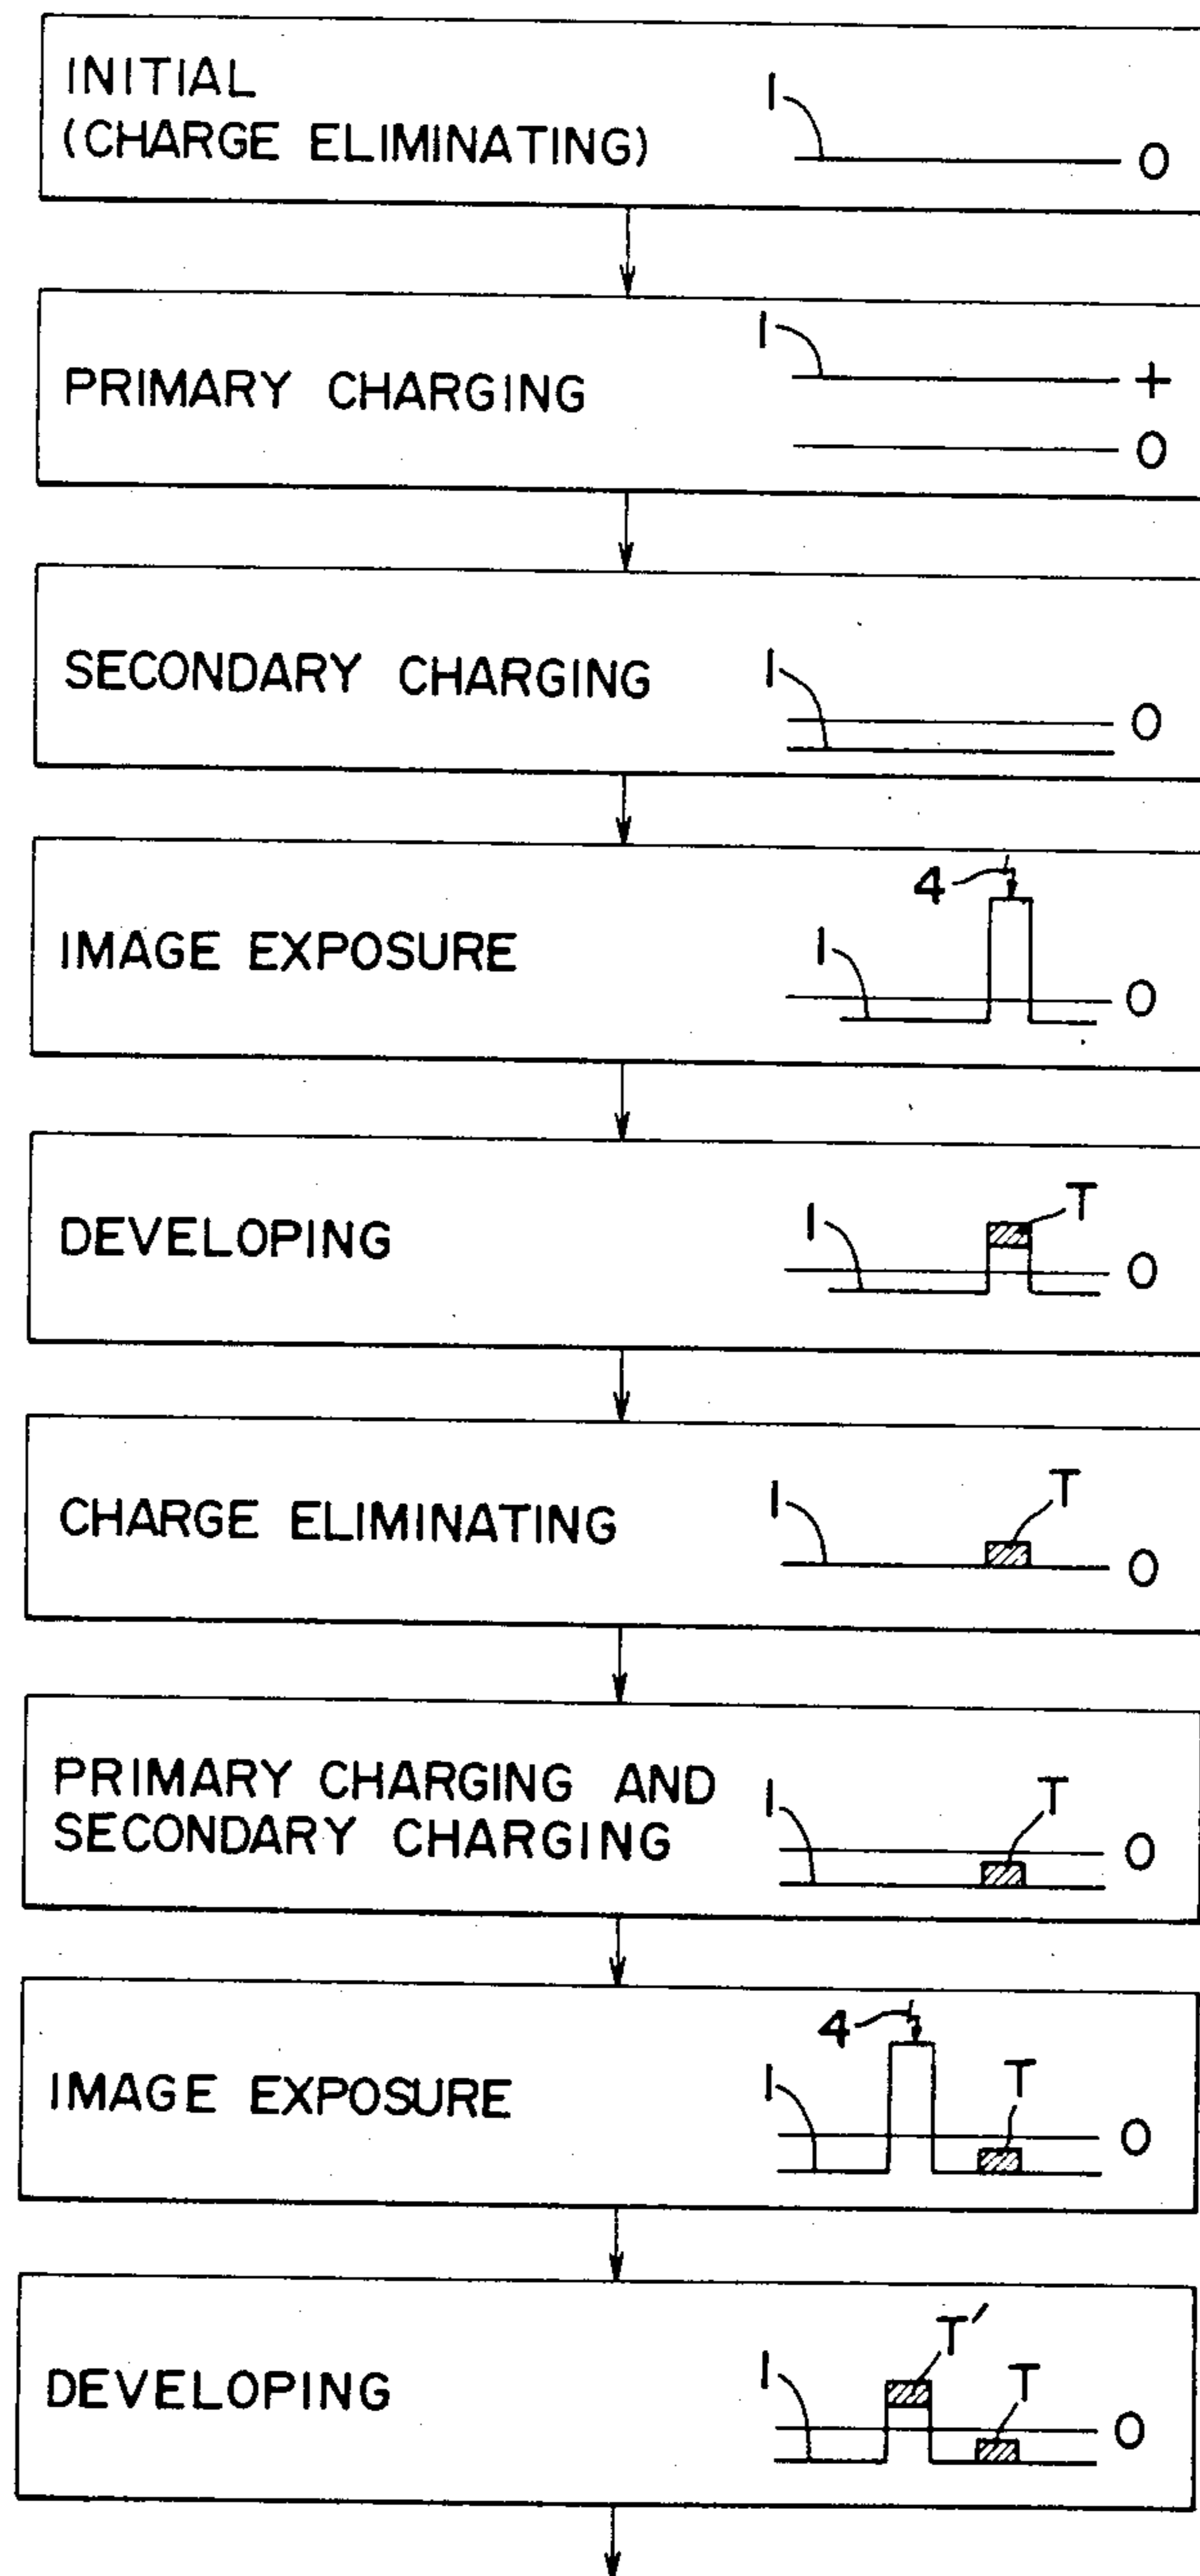 INITIAL
(CHARGE ELIMINATING)
1
0
PRIMARY CHARGING
1
+
0
SECONDARY CHARGING
1
0
IMAGE EXPOSURE
4
1
0
DEVELOPING
1
T
0
CHARGE ELIMINATING
1
T
0
PRIMARY CHARGING AND
SECONDARY CHARGING
1
T
0
IMAGE EXPOSURE
4
1
T
0
DEVELOPING
1
T'
T
0